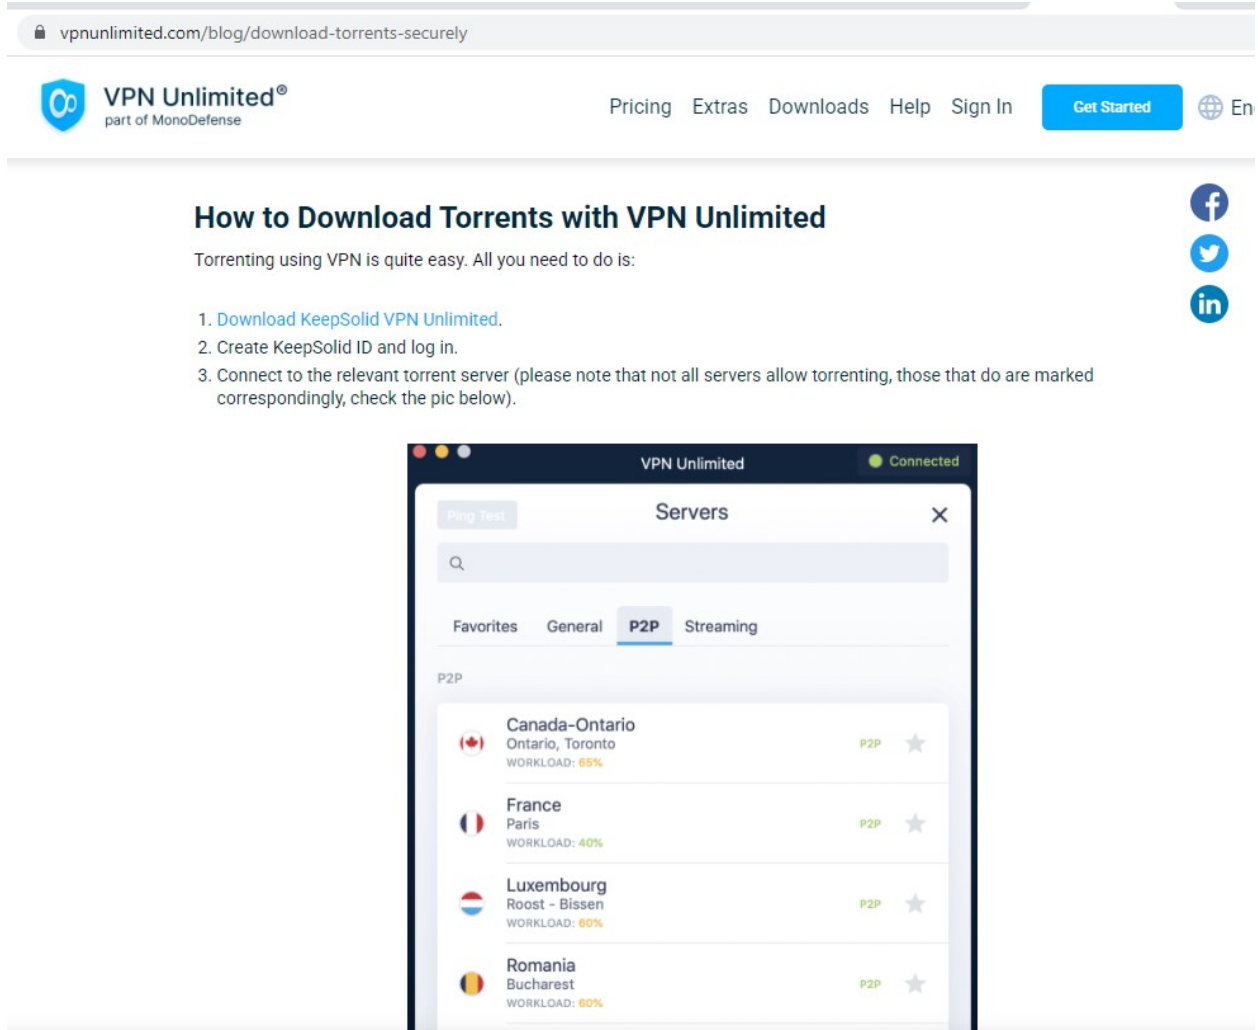 vpnunlimited.com/blog/download-torrents-securely
VPN Unlimited®
part of MonoDefense
Pricing Extras Downloads Help Sign In Get Started
How to Download Torrents with VPN Unlimited
Torrenting using VPN is quite easy. All you need to do is:
1. Download KeepSolid VPN Unlimited.
2. Create KeepSolid ID and log in.
3. Connect to the relevant torrent server (please note that not all servers allow torrenting, those that do are marked
correspondingly, check the pic below).
VPN Unlimited Connected
Ping Test Servers
Favorites General P2P Streaming
P2P
Canada-Ontario
Ontario, Toronto P2P
WORKLOAD: 65%
France
Paris P2P
WORKLOAD: 40%
Luxembourg
Roost - Bissen P2P
WORKLOAD: 60%
Romania
Bucharest P2P
WORKLOAD: 60%